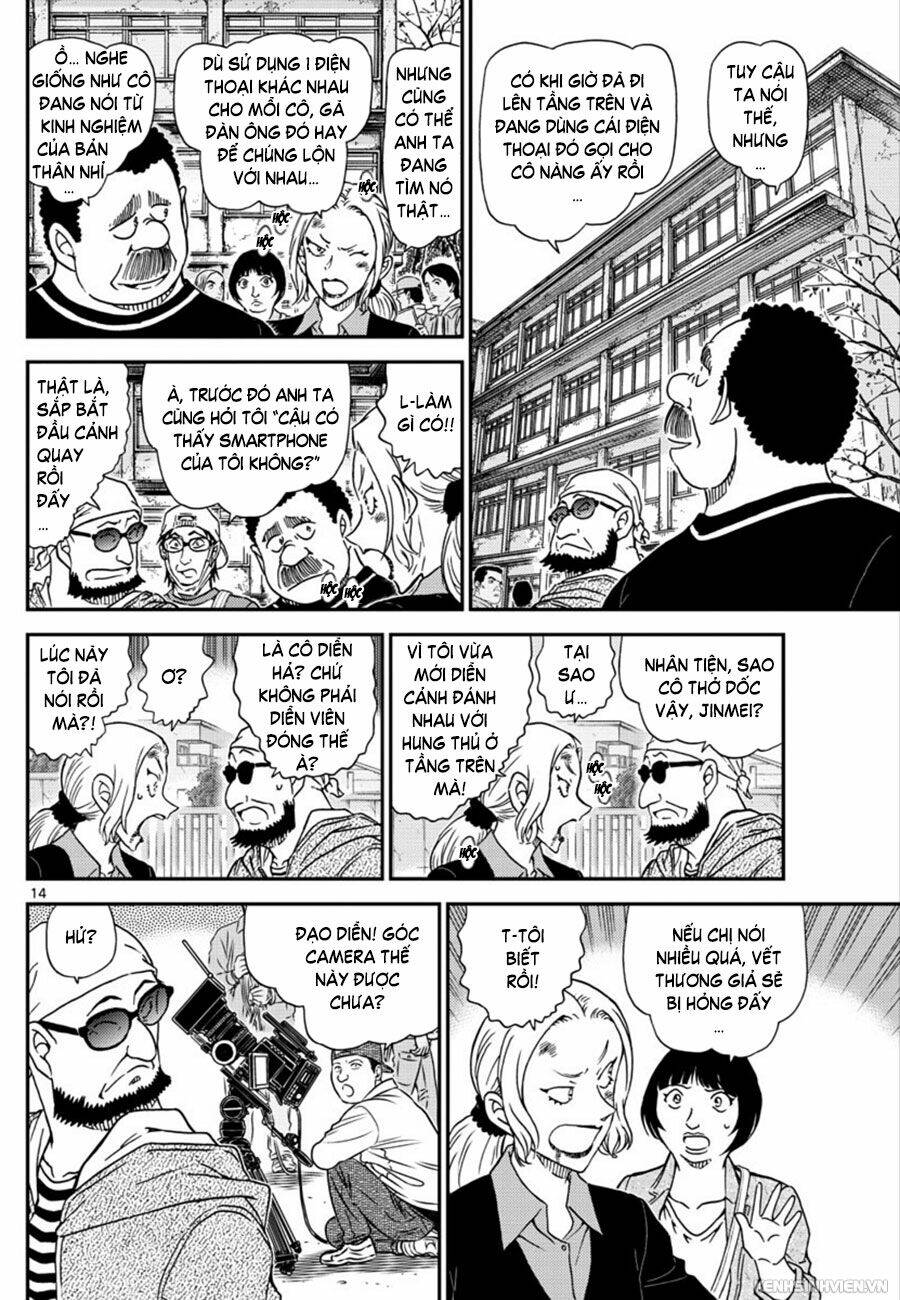 TUY CẬU
TA NÓI
THẾ,
NHƯNG
...
CÓ KHI GIỜ ĐÃ ĐI
LÊN TẦNG TRÊN VÀ
ĐANG DÙNG CÁI ĐIỆN
THOẠI ĐÓ GỌI CHO
CÔ NÀNG ẤY RỒI
...
NHƯNG
CŨNG
CÓ THỂ
ANH TA
ĐANG
TÌM NÓ
THẬT...
DÙ SỬ DỤNG 1 ĐIỆN
THOẠI KHÁC NHAU
CHO MỖI CÔ, GÃ
ĐÀN ÔNG ĐÓ HAY
ĐỂ CHÚNG LỘN
VỚI NHAU...
Ồ... NGHE
GIỐNG NHƯ CÔ
ĐANG NÓI TỪ
KINH NGHIỆM
CỦA BẢN
THÂN NHỈ
...
HỘC
HỘC
HỘC
L-LÀM
GÌ CÓ!!
À, TRƯỚC ĐÓ ANH TA
CŨNG HỎI TÔI "CẬU CÓ
THẤY SMARTPHONE
CỦA TÔI KHÔNG?"
THẬT LÀ,
SẮP BẮT
ĐẦU CẢNH
QUAY
RỒI
ĐẤY
...
HỘC
HỘC
NHÂN TIỆN, SAO
CÔ THỞ DỐC
VẬY, JINMEI?
TẠI
SAO
Ư...
VÌ TÔI VỪA
MỚI DIỄN
CẢNH ĐÁNH
NHAU VỚI
HUNG THỦ Ở
TẦNG TRÊN
MÀ!
HỘC
HỘC
HỘC
LÀ CÔ DIỄN
HẢ? CHỨ
KHÔNG PHẢI
DIỄN VIÊN
ĐÓNG THẾ
À?
Ơ?
LÚC NÃY
TÔI ĐÃ
NÓI RỒI
MÀ?!
14
NẾU CHỊ NÓI
NHIỀU QUÁ, VẾT
THƯƠNG GIẢ SẼ
BỊ HỎNG ĐẤY
...
T-TÔI
BIẾT
RỒI!
ĐẠO DIỄN! GÓC
CAMERA THẾ
NÀY ĐƯỢC
CHƯA?
HỬ?
KENHSINHVIEN.VN